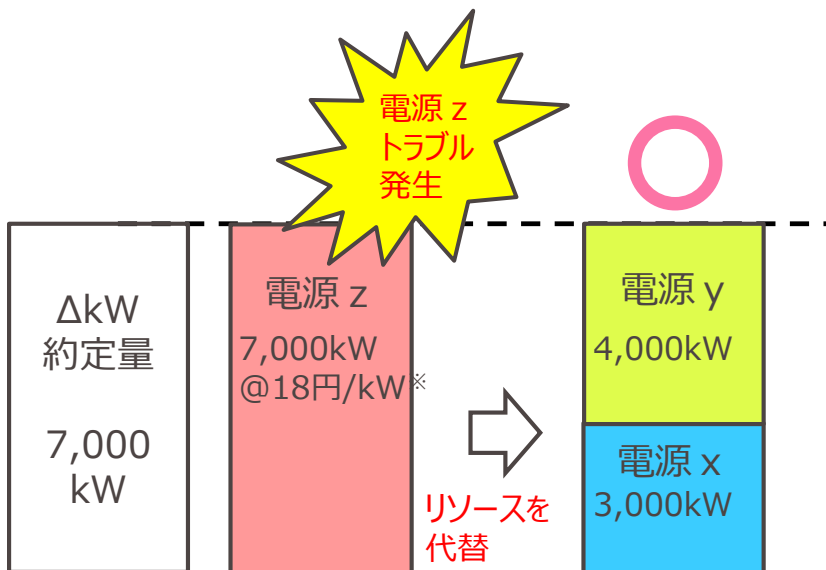 電源 z
トラブル
発生
ΔkW
約定量
7,000
kW
電源 z
7,000kW
@18円/kW※
リソースを
代替
電源 y
4,000kW
電源 x
3,000kW